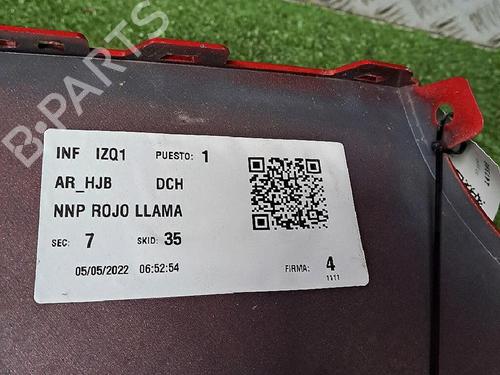 B-PARTS
INF IZQ1 PUESTO: 1
AR_HJB DCH
NNP ROJO LLAMA
SEC: 7 SKID: 35
05/05/2022 06:52:54 FIRMA: 4
1111